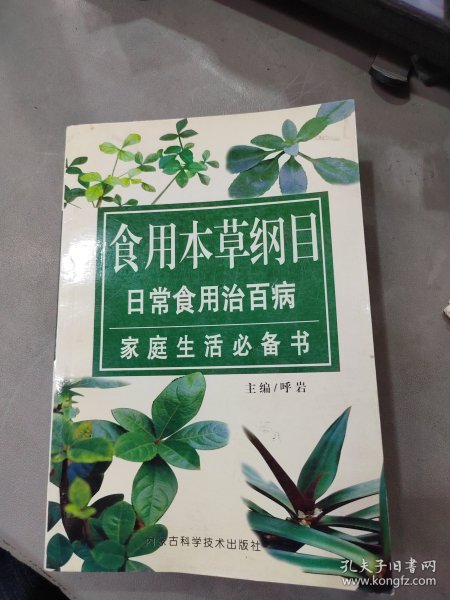 食用本草纲目
日常食用治百病
家庭生活必备书
主编/呼岩
内蒙古科学技术出版社
孔夫子旧书网
www.kongfz.com